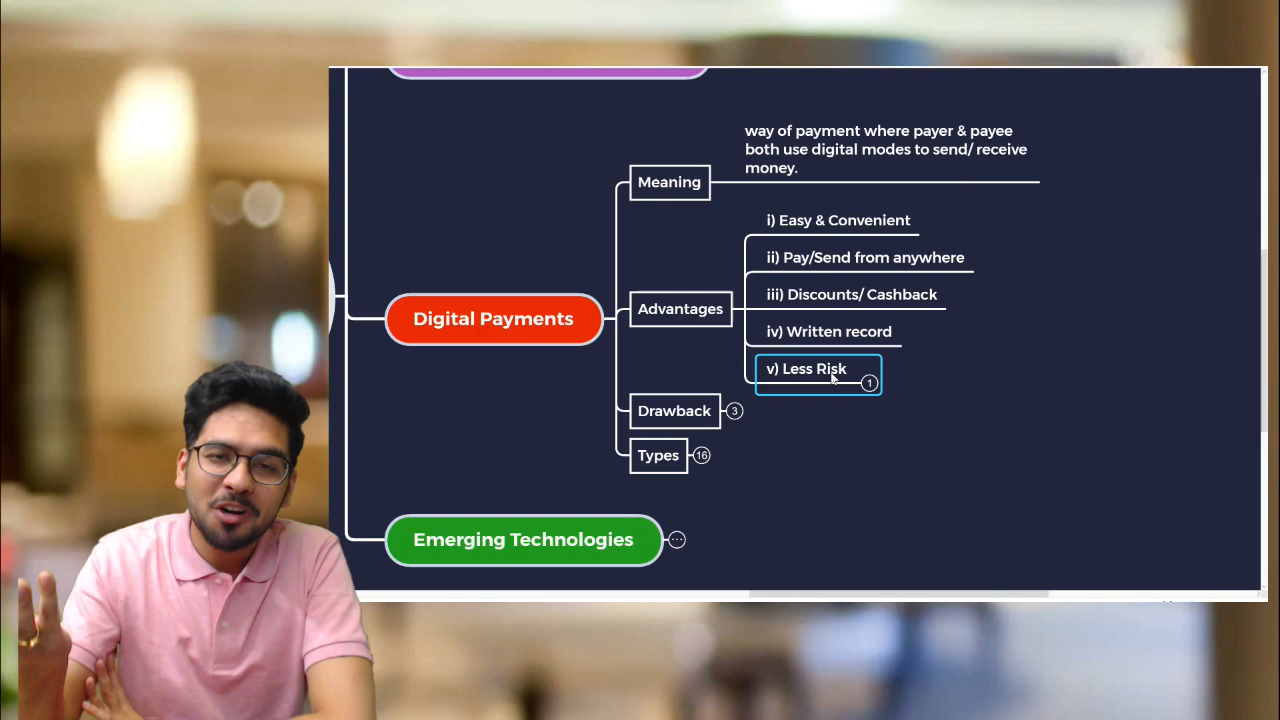 way of payment where payer & payee
both use digital modes to send/ receive
money.
Meaning
i) Easy & Convenient
ii) Pay/Send from anywhere
iii) Discounts/ Cashback
iv) Written record
v) Less Risk
1
Advantages
Digital Payments
Drawback
3
Types
16
Emerging Technologies